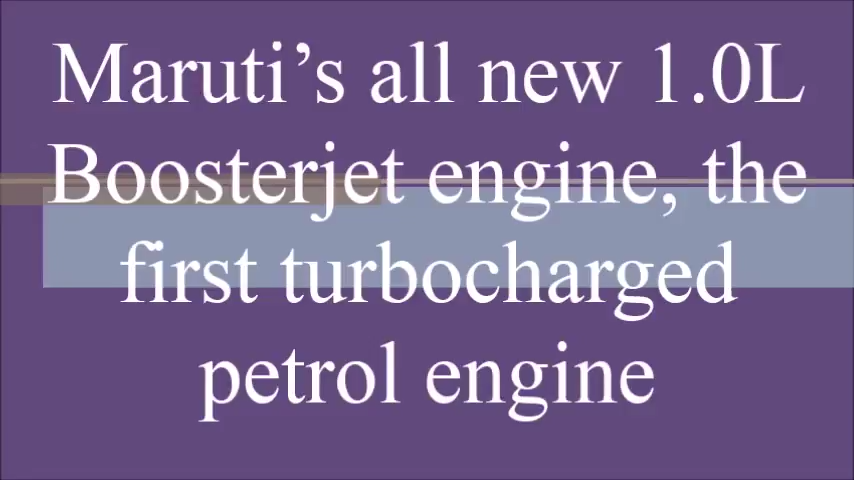 Maruti’s all new 1.0L
Boosterjet engine, the
first turbocharged
petrol engine